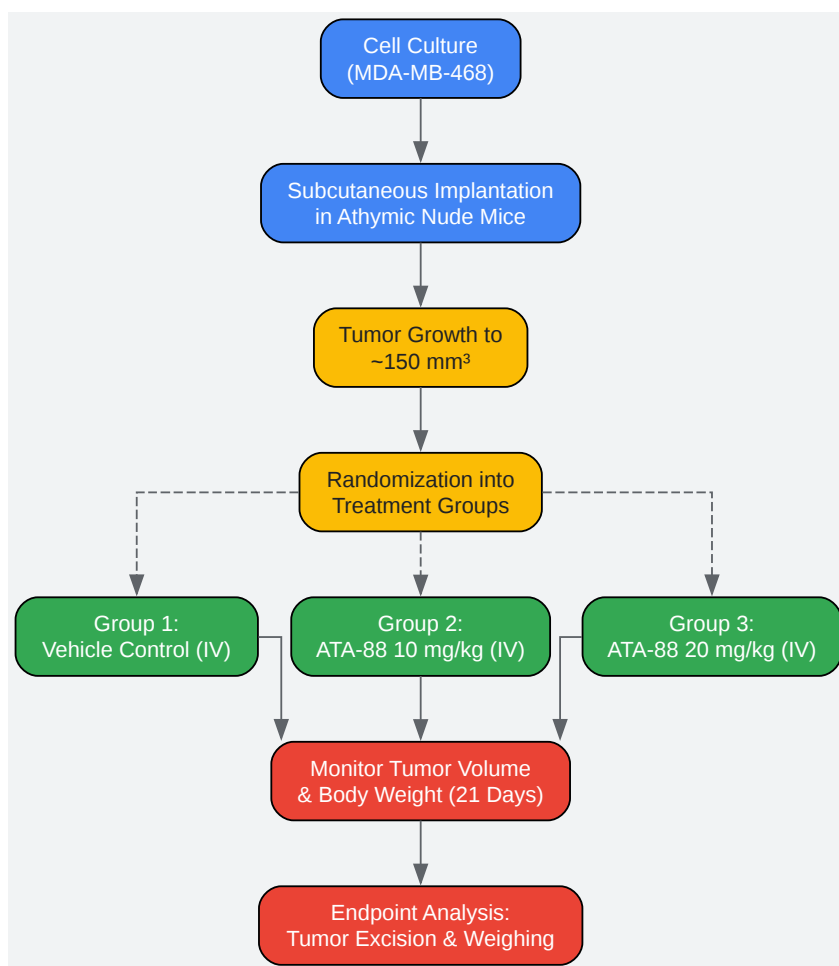 Cell Culture
(MDA-MB-468)
Subcutaneous Implantation
in Athymic Nude Mice
Tumor Growth to
~150 mm³
Randomization into
Treatment Groups
Group 1:
Vehicle Control (IV)
Group 2:
ATA-88 10 mg/kg (IV)
Group 3:
ATA-88 20 mg/kg (IV)
Monitor Tumor Volume
& Body Weight (21 Days)
Endpoint Analysis:
Tumor Excision & Weighing